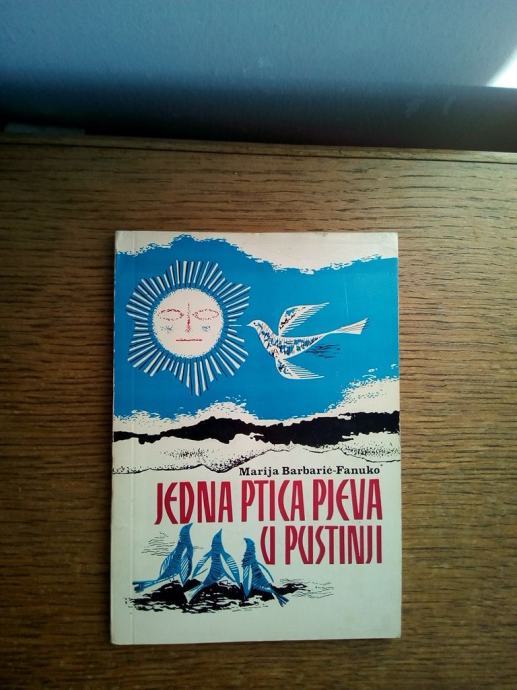 Marija Barbarić-Fanuko
JEDNA PTICA PJEVA
U PUSTINJI